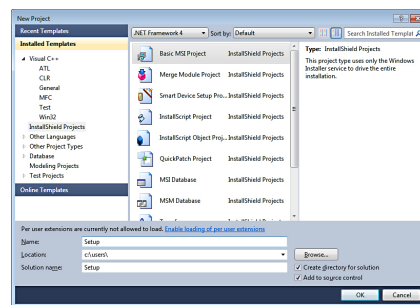 New Project
Recent Templates
.NET Framework 4
Sort by: Default
Search Installed Templat
Installed Templates
Visual C++
ATL
CLR
General
MFC
Test
Win32
InstallShield Projects
Other Languages
Other Project Types
Database
Modeling Projects
Test Projects
Online Templates
Basic MSI Project InstallShield Projects
Merge Module Project InstallShield Projects
Smart Device Setup Pro... InstallShield Projects
InstallScript Project InstallShield Projects
InstallScript Object Proj... InstallShield Projects
QuickPatch Project InstallShield Projects
MSI Database InstallShield Projects
MSM Database InstallShield Projects
Type: InstallShield Projects
This project type uses only the Windows
Installer service to drive the entire
installation.
Per user extensions are currently not allowed to load. Enable loading of per user extensions
Name: Setup
Location: c:\users\
Browse...
Solution name: Setup
Create directory for solution
Add to source control
OK
Cancel